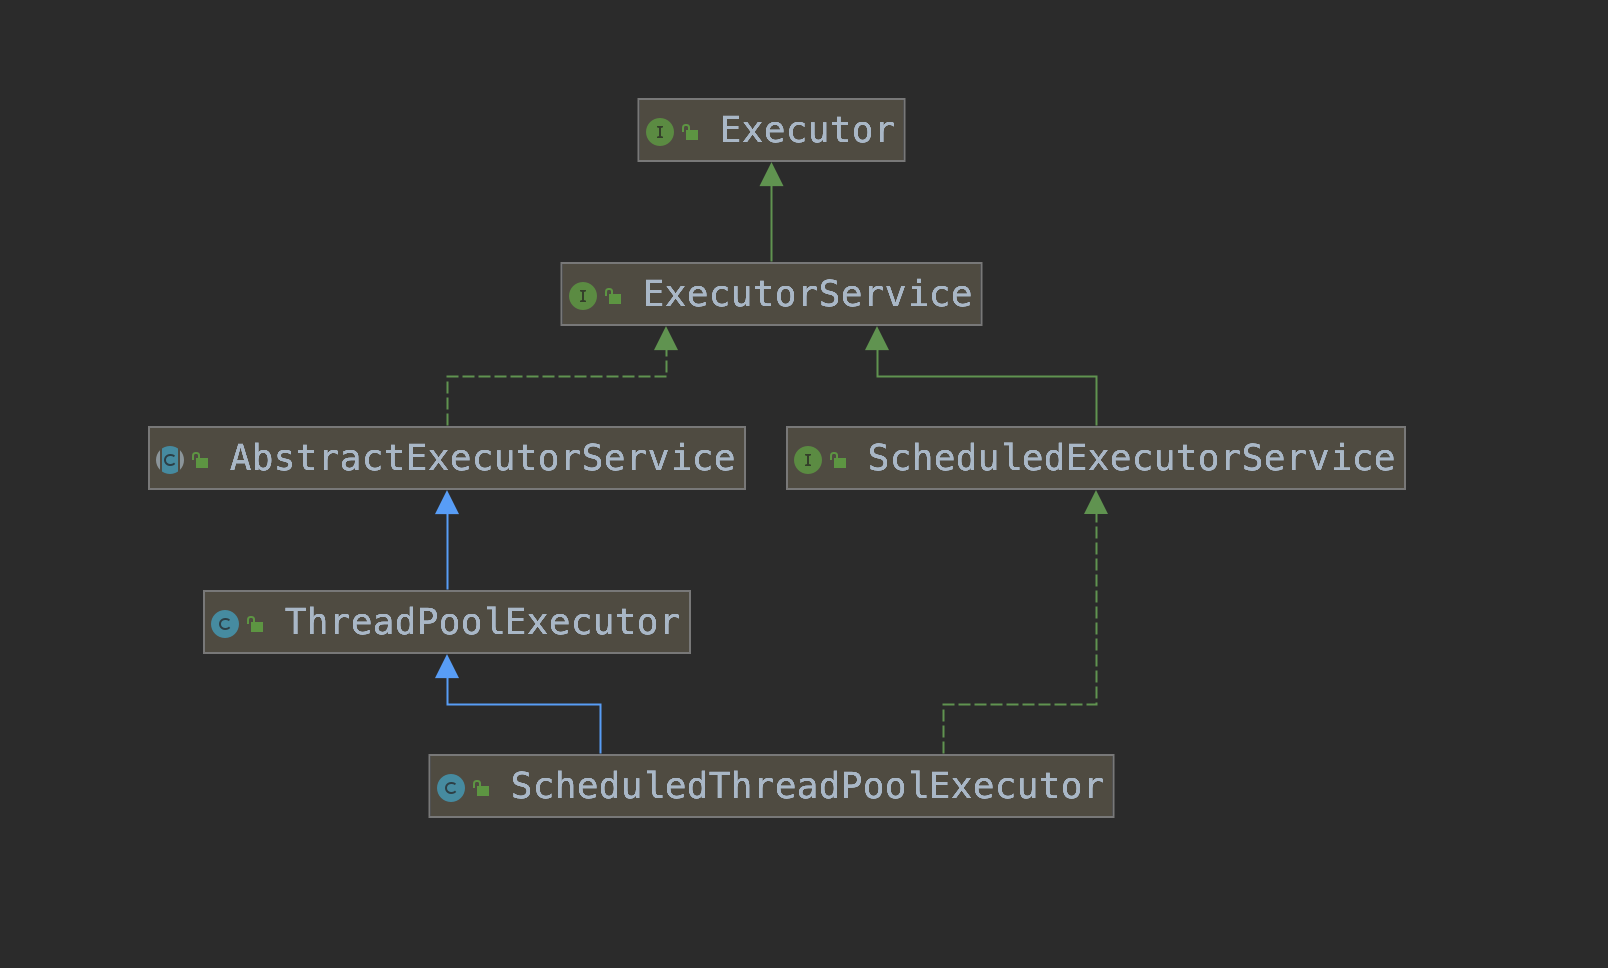 Executor
ExecutorService
AbstractExecutorService
ScheduledExecutorService
ThreadPoolExecutor
ScheduledThreadPoolExecutor